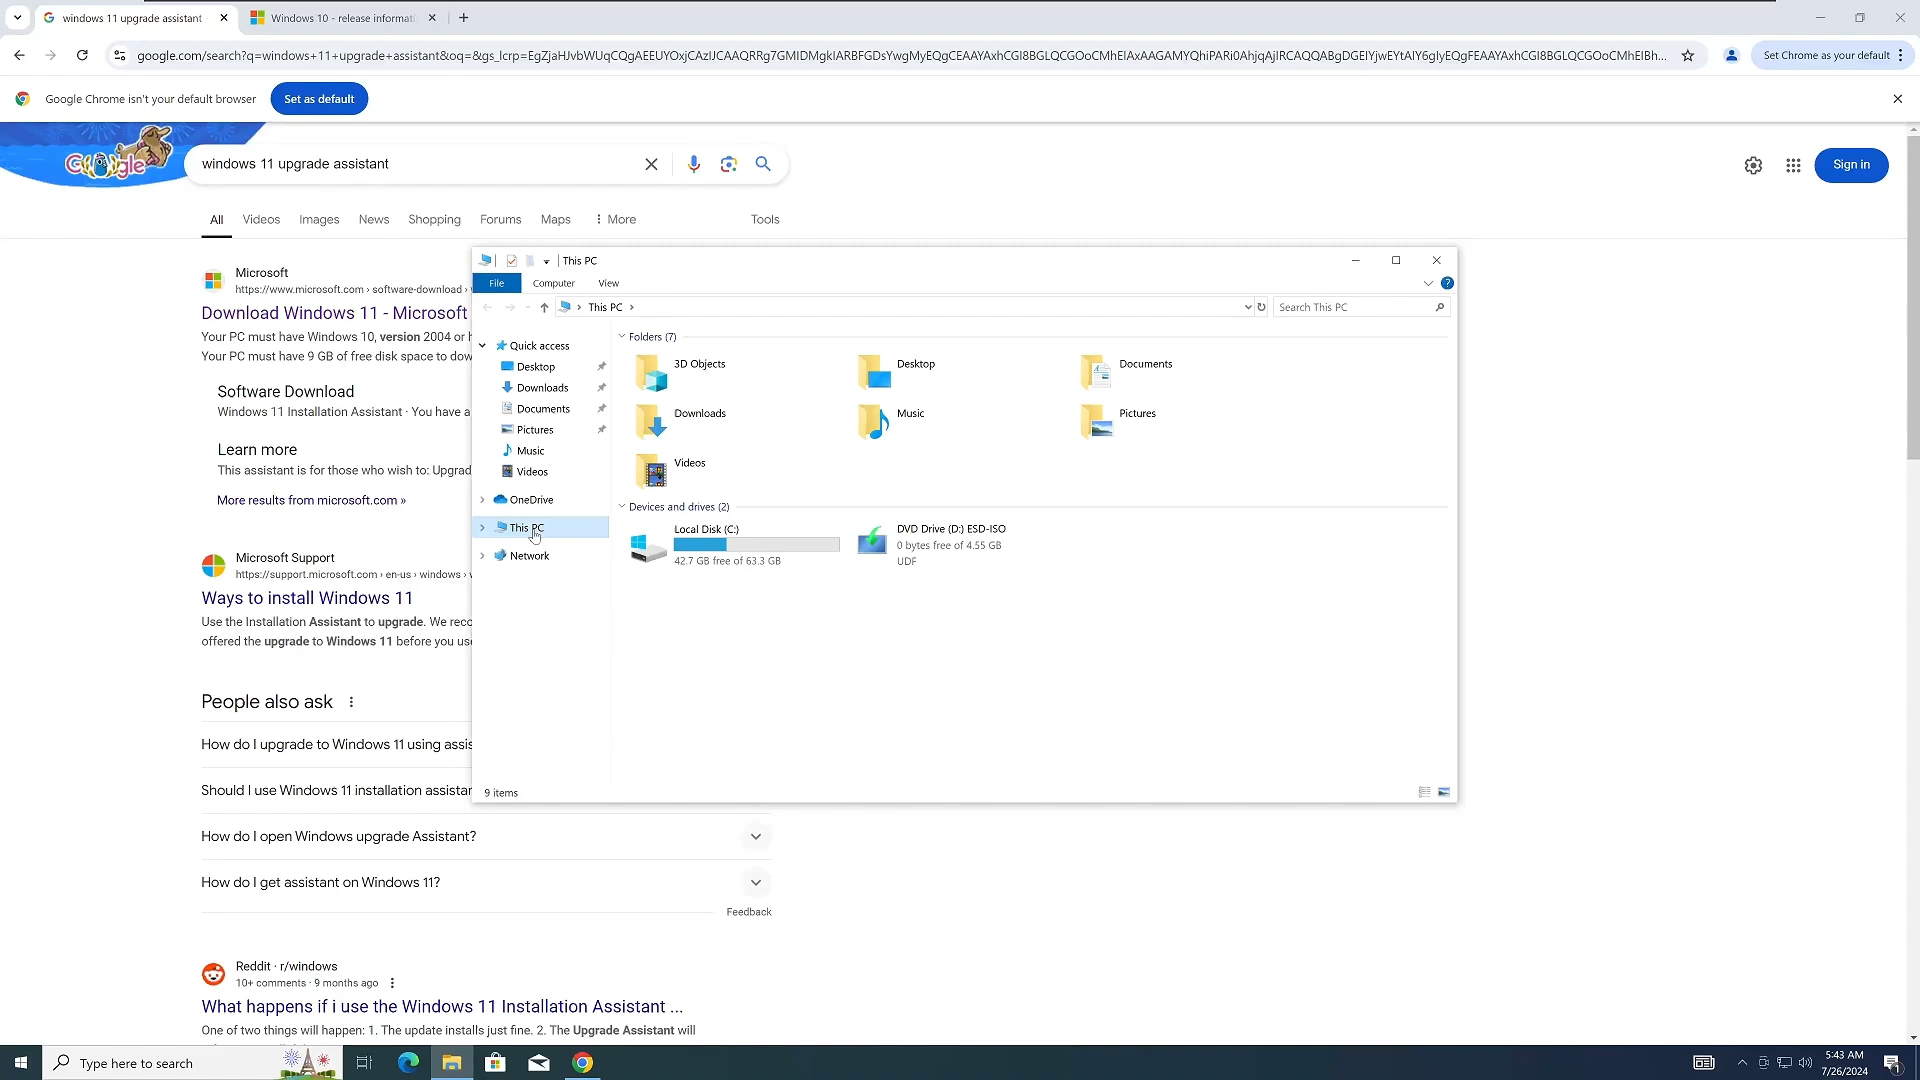 windows 11 upgrade assistant
Windows 10 - release informati
google.com/search?q=windows+11+upgrade+assistant&oq=&gs_lcrp=EgZjaHJvbWUqCQgAEEUYOxjCAzIJCAAQRRg7GMIDMgkIARBFGDsYwgMyEQgCEAAYAxhCGI8BGLQCGOoCMhEIAxAAGAMYQhiPARi0AhjqAjIRCAQQABgDGEIYjwEYtAIY6gIyEQgFEAAYAxhCGI8BGLQCGOoCMhEIBh...
Set Chrome as your default
Google Chrome isn't your default browser
Set as default
Google
windows 11 upgrade assistant
Sign in
All
Videos
Images
News
Shopping
Forums
Maps
More
Tools
Microsoft
https://www.microsoft.com › software-download ›
Download Windows 11 - Microsoft
Your PC must have Windows 10, version 2004 or
Your PC must have 9 GB of free disk space to dow
Software Download
Windows 11 Installation Assistant · You have a
Learn more
This assistant is for those who wish to: Upgrad
More results from microsoft.com »
Microsoft Support
https://support.microsoft.com › en-us › windows ›
Ways to install Windows 11
Use the Installation Assistant to upgrade. We reco
offered the upgrade to Windows 11 before you use
People also ask
How do I upgrade to Windows 11 using assis
Should I use Windows 11 installation assistan
How do I open Windows upgrade Assistant?
How do I get assistant on Windows 11?
Feedback
Reddit · r/windows
10+ comments · 9 months ago
What happens if i use the Windows 11 Installation Assistant ...
One of two things will happen: 1. The update installs just fine. 2. The Upgrade Assistant will
This PC
File
Computer
View
This PC
Search This PC
Quick access
Desktop
Downloads
Documents
Pictures
Music
Videos
OneDrive
This PC
Network
Folders (7)
3D Objects
Desktop
Documents
Downloads
Music
Pictures
Videos
Devices and drives (2)
Local Disk (C:)
42.7 GB free of 63.3 GB
DVD Drive (D:) ESD-ISO
0 bytes free of 4.55 GB
UDF
9 items
Type here to search
5:43 AM
7/26/2024
1